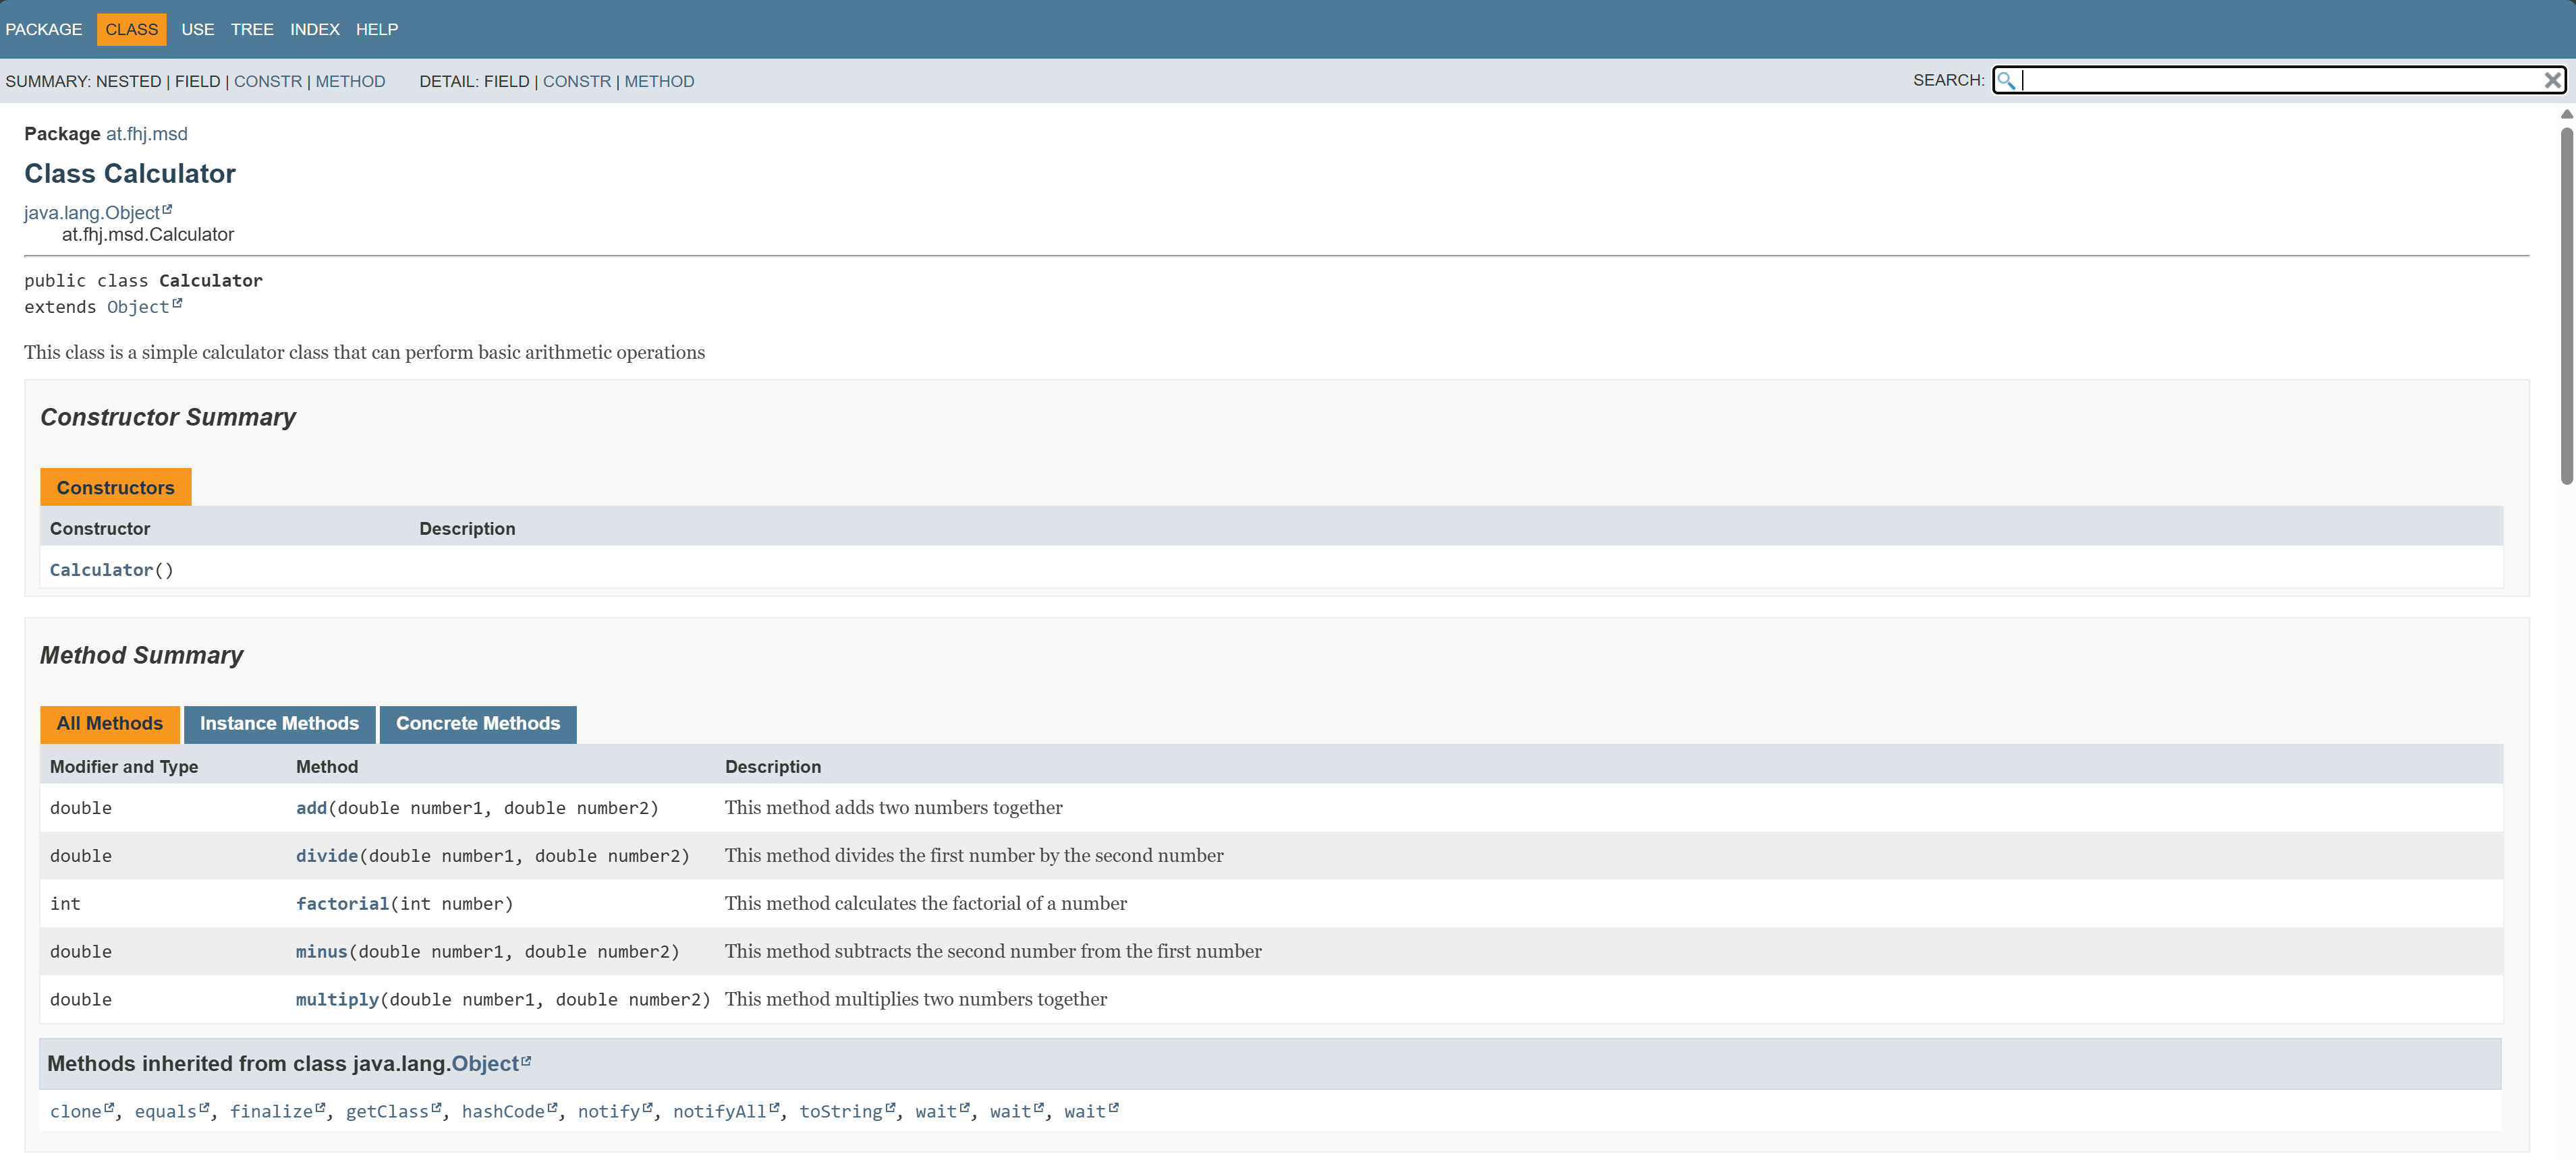 PACKAGE CLASS USE TREE INDEX HELP
SUMMARY: NESTED | FIELD | CONSTR | METHOD DETAIL: FIELD | CONSTR | METHOD SEARCH:
Package at.fhj.msd
Class Calculator
java.lang.Object
at.fhj.msd.Calculator
public class Calculator
extends Object
This class is a simple calculator class that can perform basic arithmetic operations
Constructor Summary
Constructors
Constructor Description
Calculator()
Method Summary
All Methods Instance Methods Concrete Methods
Modifier and Type Method Description
double add(double number1, double number2) This method adds two numbers together
double divide(double number1, double number2) This method divides the first number by the second number
int factorial(int number) This method calculates the factorial of a number
double minus(double number1, double number2) This method subtracts the second number from the first number
double multiply(double number1, double number2) This method multiplies two numbers together
Methods inherited from class java.lang.Object
clone, equals, finalize, getClass, hashCode, notify, notifyAll, toString, wait, wait, wait